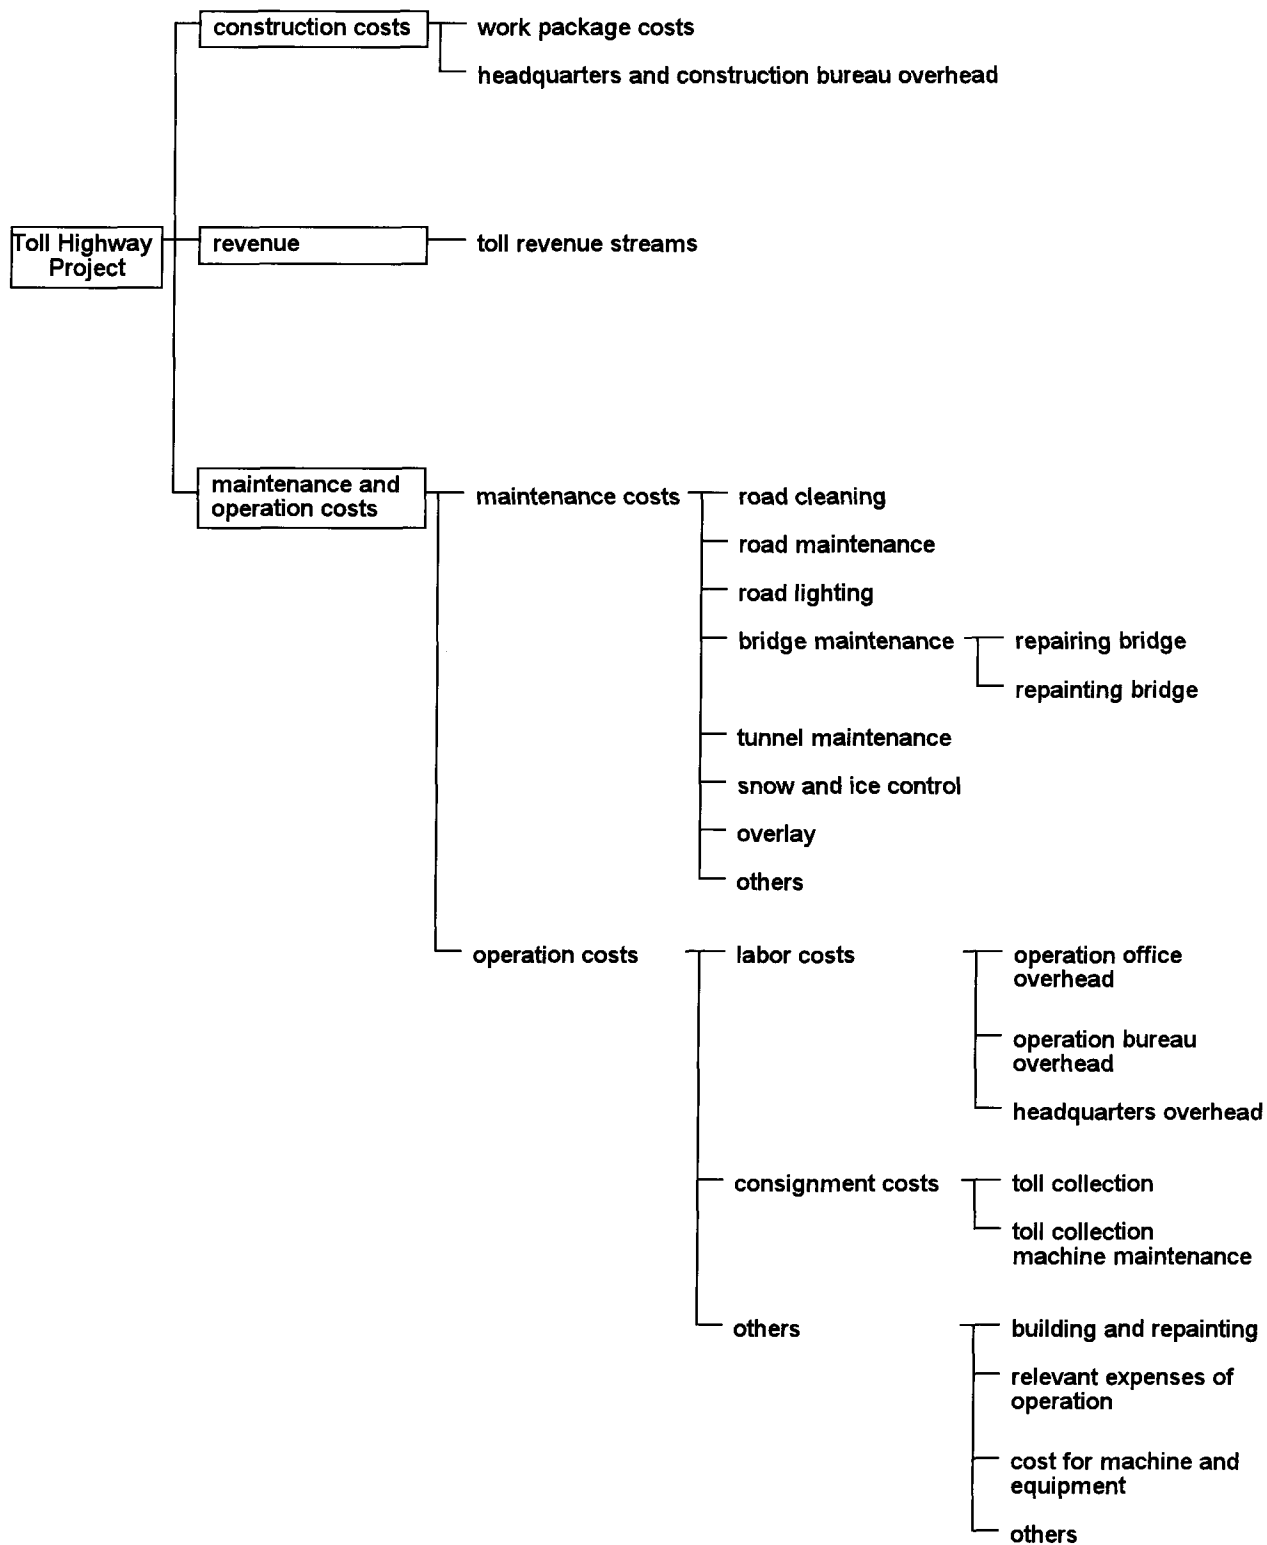 construction costs
work package costs
headquarters and construction bureau overhead
Toll Highway
Project
revenue
toll revenue streams
maintenance and
operation costs
maintenance costs
road cleaning
road maintenance
road lighting
bridge maintenance
repairing bridge
repainting bridge
tunnel maintenance
snow and ice control
overlay
others
operation costs
labor costs
operation office
overhead
operation bureau
overhead
headquarters overhead
consignment costs
toll collection
toll collection
machine maintenance
others
building and repainting
relevant expenses of
operation
cost for machine and
equipment
others